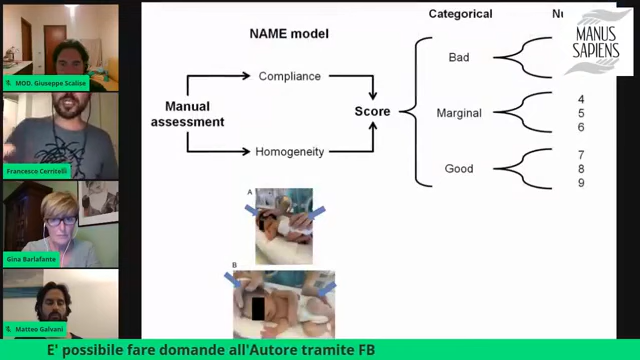 MOD. Giuseppe Scalise
Francesco Cerritelli
Gina Barlafante
Matteo Galvani
NAME model
Manual
assessment
Compliance
Homogeneity
Score
Categorical
Bad
Marginal
Good
4
5
6
7
8
9
A
B
MANUS
SAPIENS
E' possibile fare domande all'Autore tramite FB